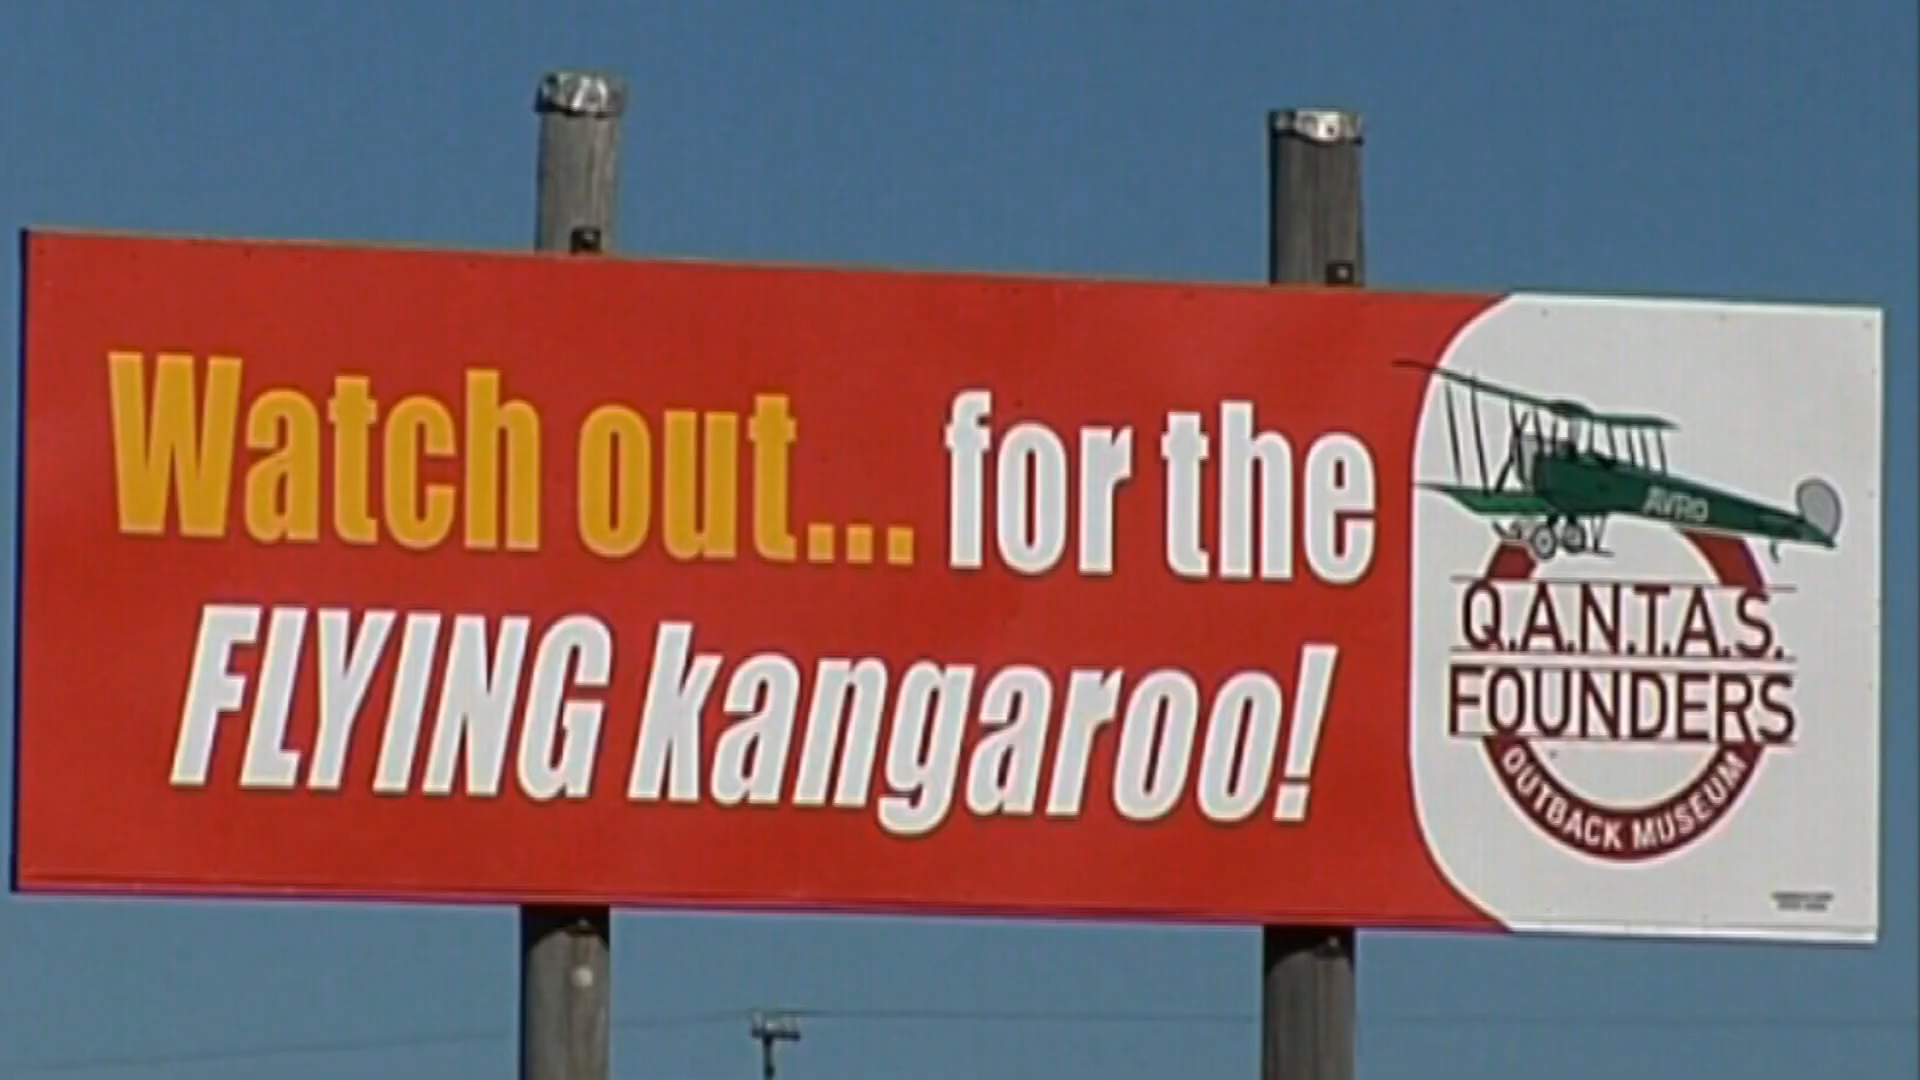 Watch out... for the
FLYING kangaroo!
AVRO
Q.A.N.T.A.S.
FOUNDERS
OUTBACK MUSEUM